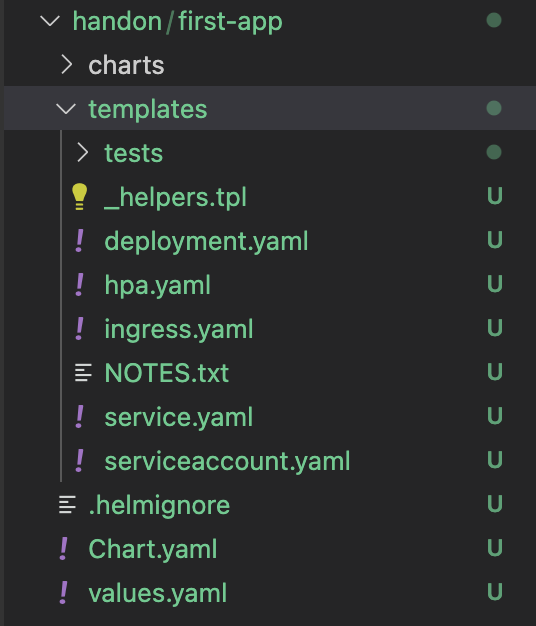 handon/first-app
charts
templates
tests
_helpers.tpl U
deployment.yaml U
hpa.yaml U
ingress.yaml U
NOTES.txt U
service.yaml U
serviceaccount.yaml U
.helmignore U
Chart.yaml U
values.yaml U